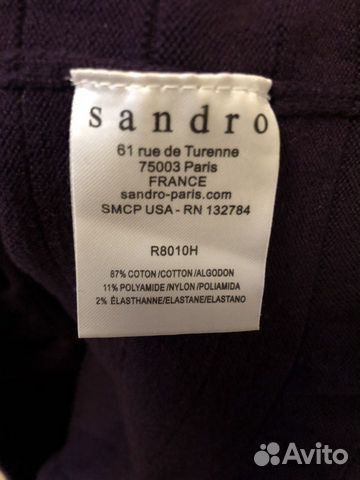 sandro
61 rue de Turenne
75003 Paris
FRANCE
sandro-paris.com
SMCP USA - RN 132784
R8010H
87% COTON/COTTON/ALGODON
11% POLYAMIDE/NYLON/POLIAMIDA
2% ÉLASTHANNE/ELASTANE/ELASTANO
Avito